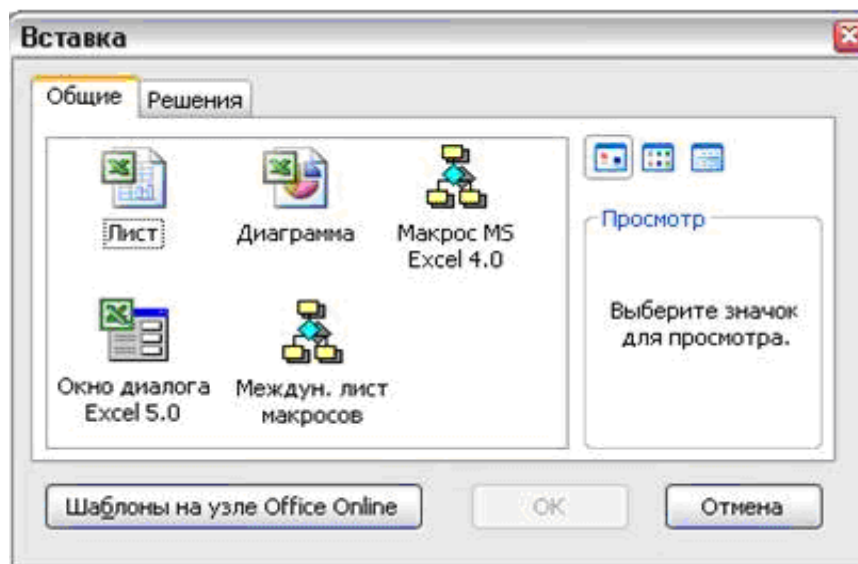 Вставка
Общие
Решения
Лист
Диаграмма
Макрос MS
Excel 4.0
Окно диалога
Excel 5.0
Междун. лист
макросов
Просмотр
Выберите значок
для просмотра.
Шаблоны на узле Office Online
ОК
Отмена